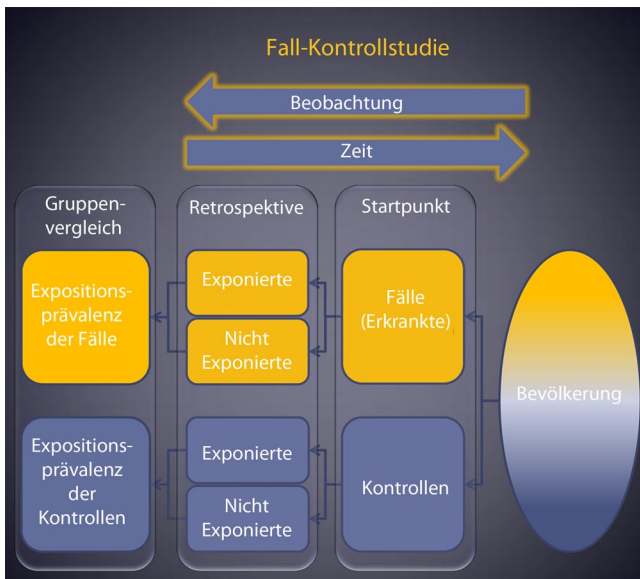 Fall-Kontrollstudie
Beobachtung
Zeit
Gruppen-
vergleich
Retrospektive
Startpunkt
Expositions-
prävalenz
der Fälle
Exponierte
Nicht
Exponierte
Fälle
(Erkrankte)
Bevölkerung
Expositions-
prävalenz
der
Kontrollen
Exponierte
Nicht
Exponierte
Kontrollen